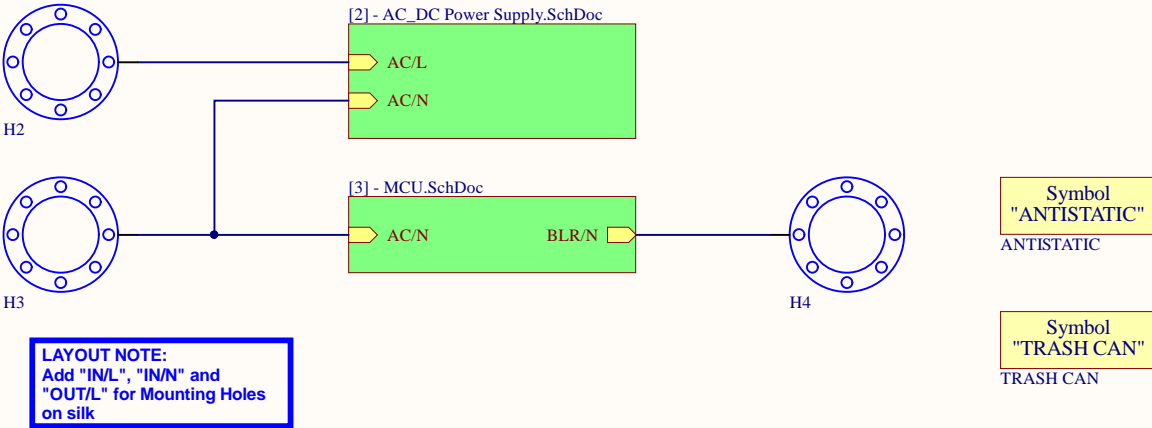 [2] - AC_DC Power Supply.SchDoc
AC/L
AC/N
H2
[3] - MCU.SchDoc
AC/N
BLR/N
H3
H4
Symbol
"ANTISTATIC"
ANTISTATIC
Symbol
"TRASH CAN"
TRASH CAN
LAYOUT NOTE:
Add "IN/L", "IN/N" and
"OUT/L" for Mounting Holes
on silk